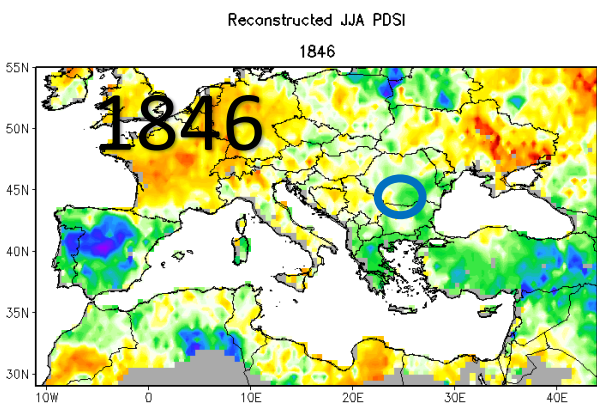 Reconstructed JJA PDSI
1846
1846
55N
50N
45N
40N
35N
30N
10W 0 10E 20E 30E 40E